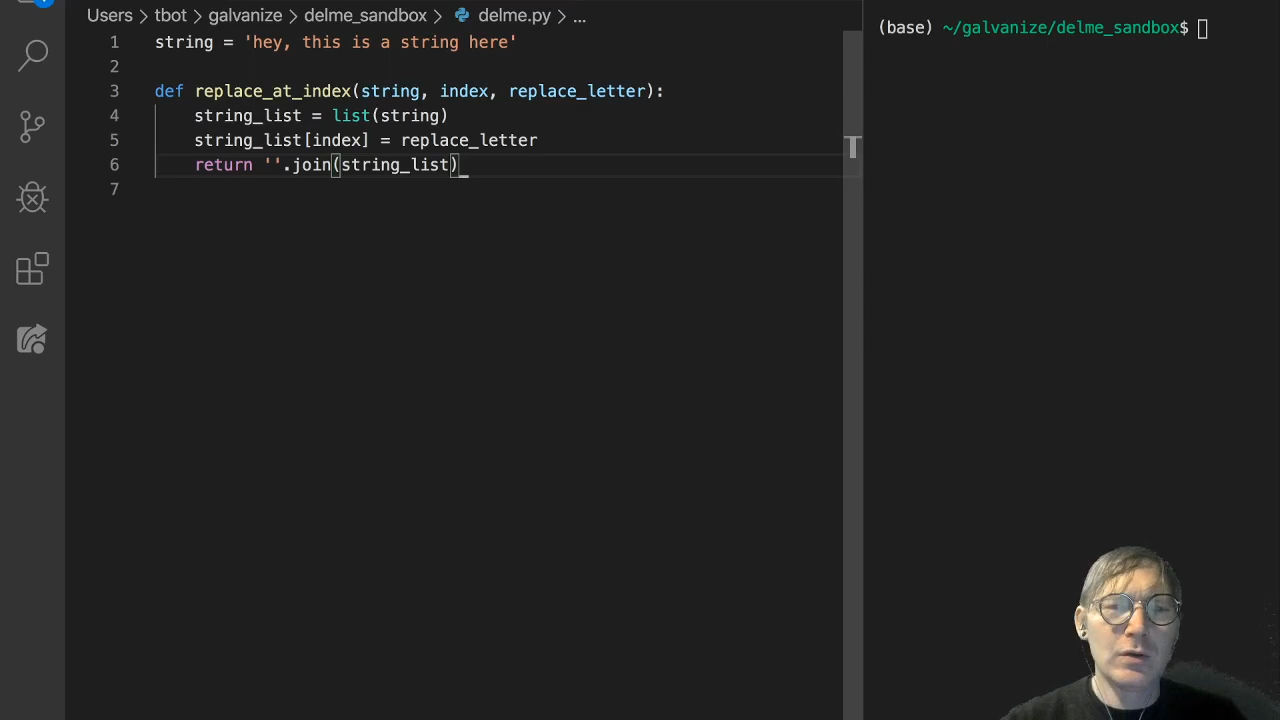 Users > tbot > galvanize > delme_sandbox > delme.py > ...
(base) ~/galvanize/delme_sandbox$
1 string = 'hey, this is a string here'
2
3 def replace_at_index(string, index, replace_letter):
4     string_list = list(string)
5     string_list[index] = replace_letter
6     return ''.join(string_list)
7